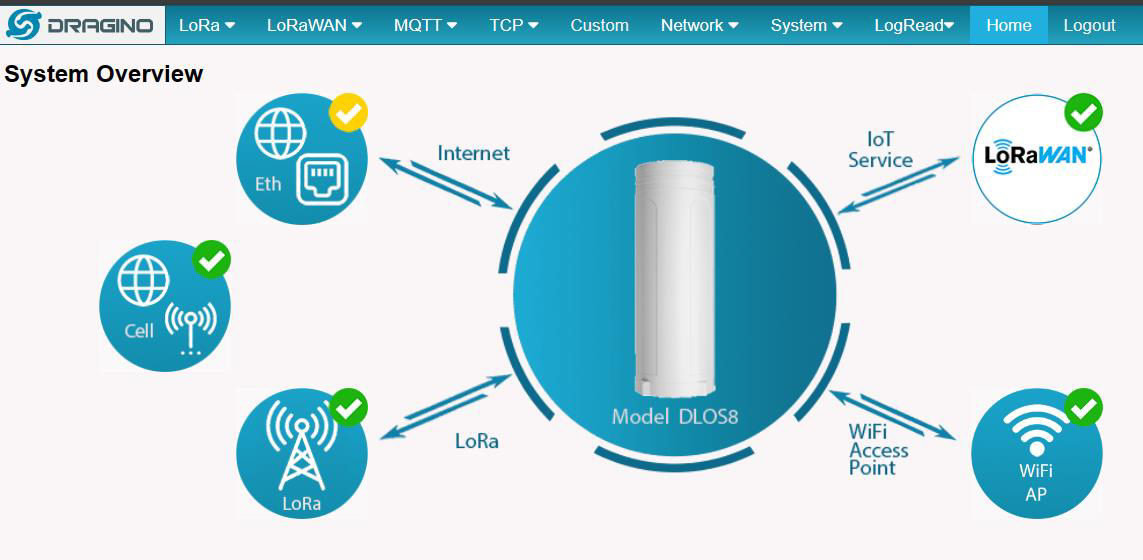 DRAGINO LoRa LoRaWAN MQTT TCP Custom Network System LogRead Home Logout
System Overview
Eth
Internet
IoT
Service
LoRaWAN®
Cell
Model DLOS8
LoRa
LoRa
WiFi
Access
Point
WiFi
AP